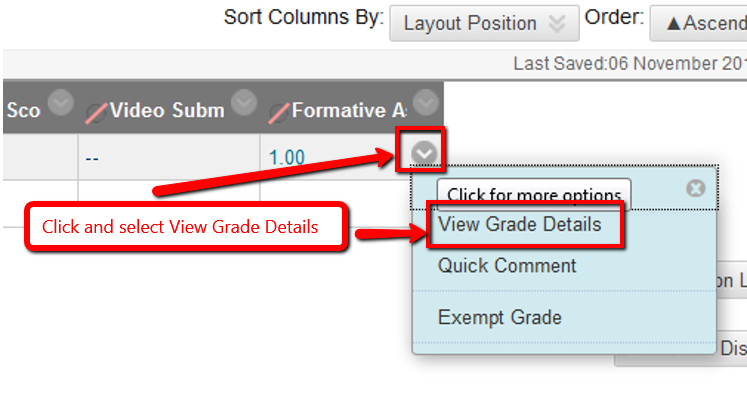 Sort Columns By: Layout Position Order: ▲Ascend
Last Saved:06 November 201
Sco Video Subm Formative As
-- 1.00
Click for more options
Click and select View Grade Details
View Grade Details
Quick Comment
on L
Exempt Grade
Dis